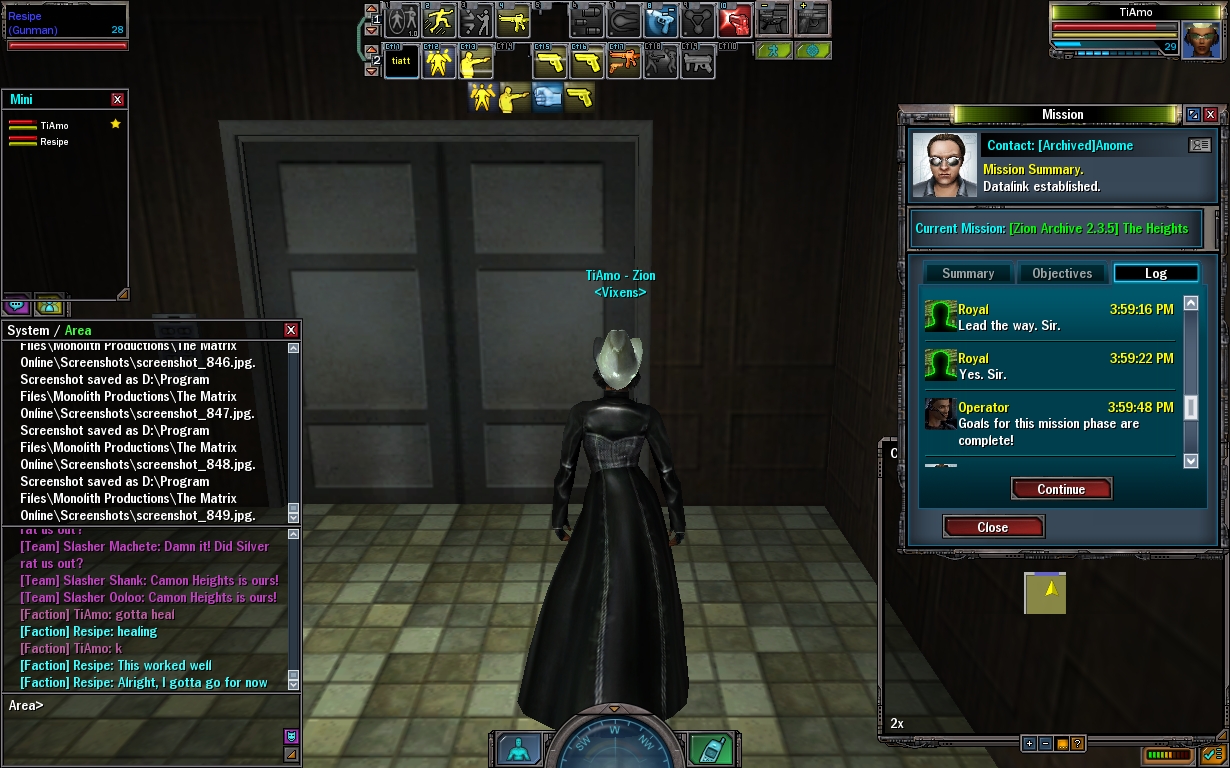 Resipe
(Gunman) 28
Mini
TiAmo
Resipe
System / Area
Files\Monolith Productions\The Matrix
Online\Screenshots\screenshot_846.jpg.
Screenshot saved as D:\Program
Files\Monolith Productions\The Matrix
Online\Screenshots\screenshot_847.jpg.
Screenshot saved as D:\Program
Files\Monolith Productions\The Matrix
Online\Screenshots\screenshot_848.jpg.
Screenshot saved as D:\Program
Files\Monolith Productions\The Matrix
Online\Screenshots\screenshot_849.jpg.
rat us out?
[Team] Slasher Machete: Damn it! Did Silver
rat us out?
[Team] Slasher Shank: Camon Heights is ours!
[Team] Slasher Ooloo: Camon Heights is ours!
[Faction] TiAmo: gotta heal
[Faction] Resipe: healing
[Faction] TiAmo: k
[Faction] Resipe: This worked well
[Faction] Resipe: Alright, I gotta go for now
Area>
1
2
tiatt
TiAmo - Zion
<Vixens>
SW W NW
TiAmo
29
Mission
Contact: [Archived]Anome
Mission Summary.
Datalink established.
Current Mission: [Zion Archive 2.3.5] The Heights
Summary Objectives Log
Royal 3:59:16 PM
Lead the way. Sir.
Royal 3:59:22 PM
Yes. Sir.
Operator 3:59:48 PM
Goals for this mission phase are
complete!
Continue
Close
C
2x